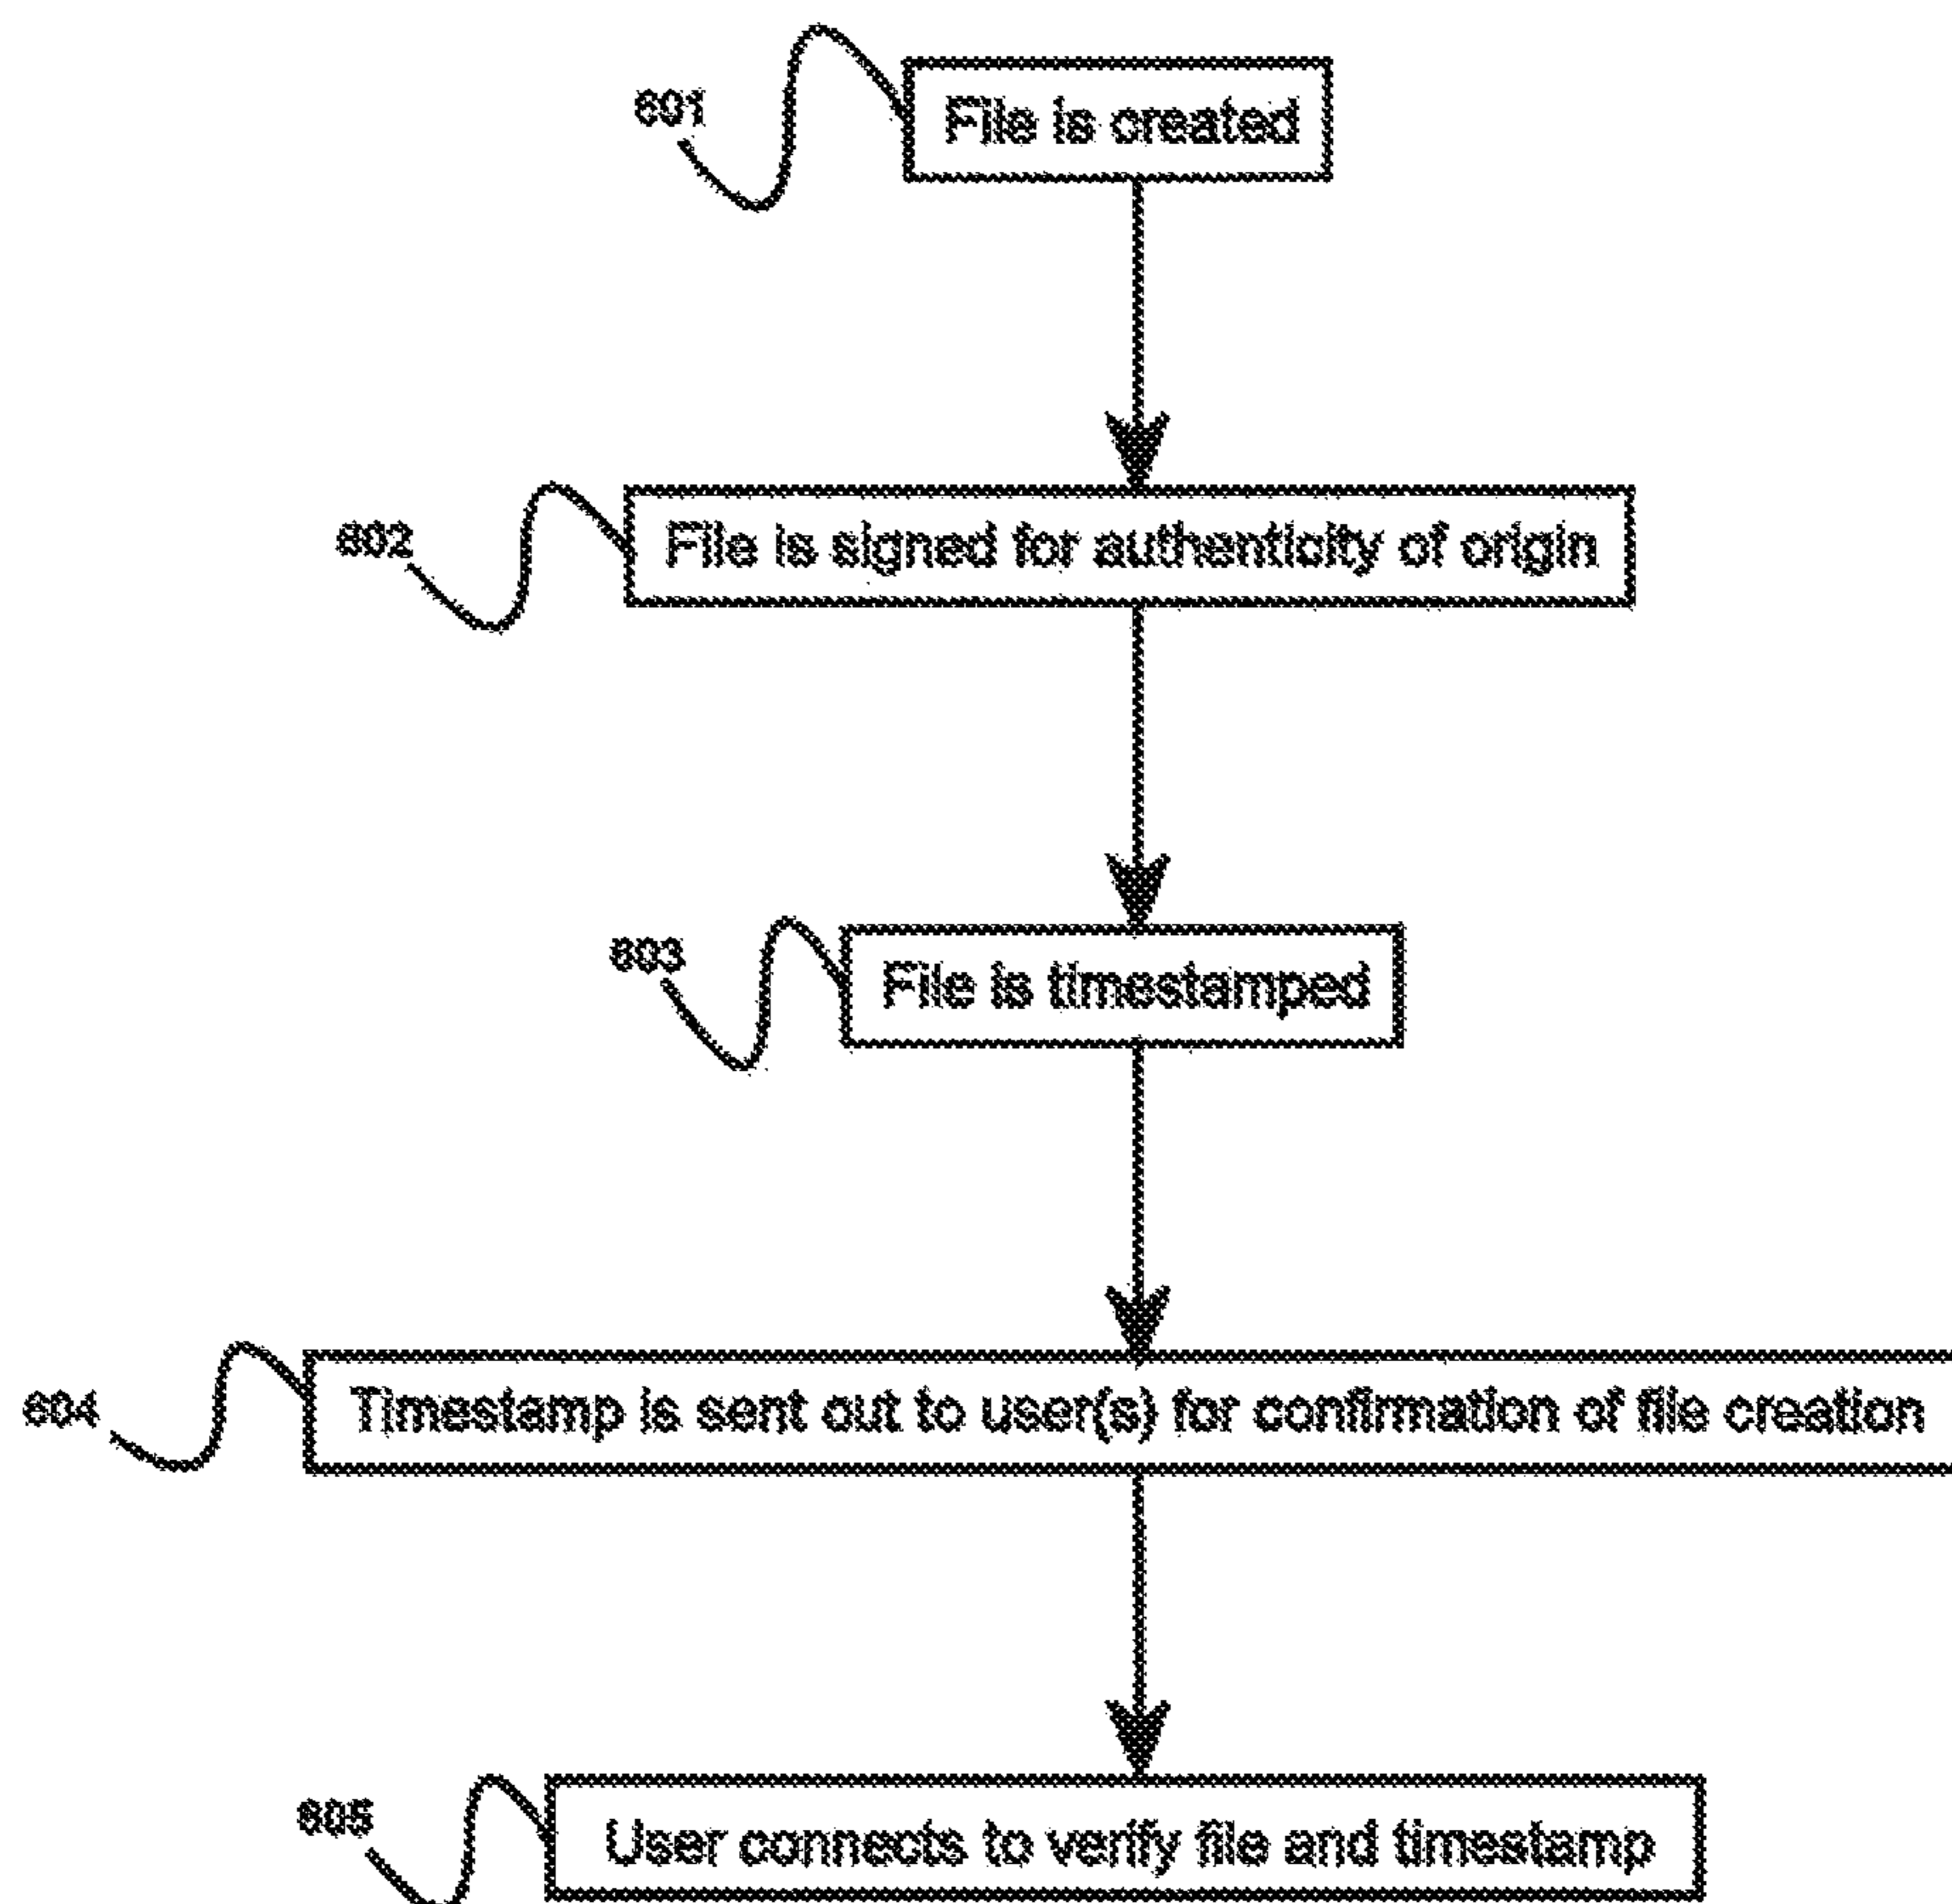 601
File is created
602
File is signed for authenticity of origin
603
File is timestamped
604
Timestamp is sent out to user(s) for confirmation of file creation
605
User connects to verify file and timestamp